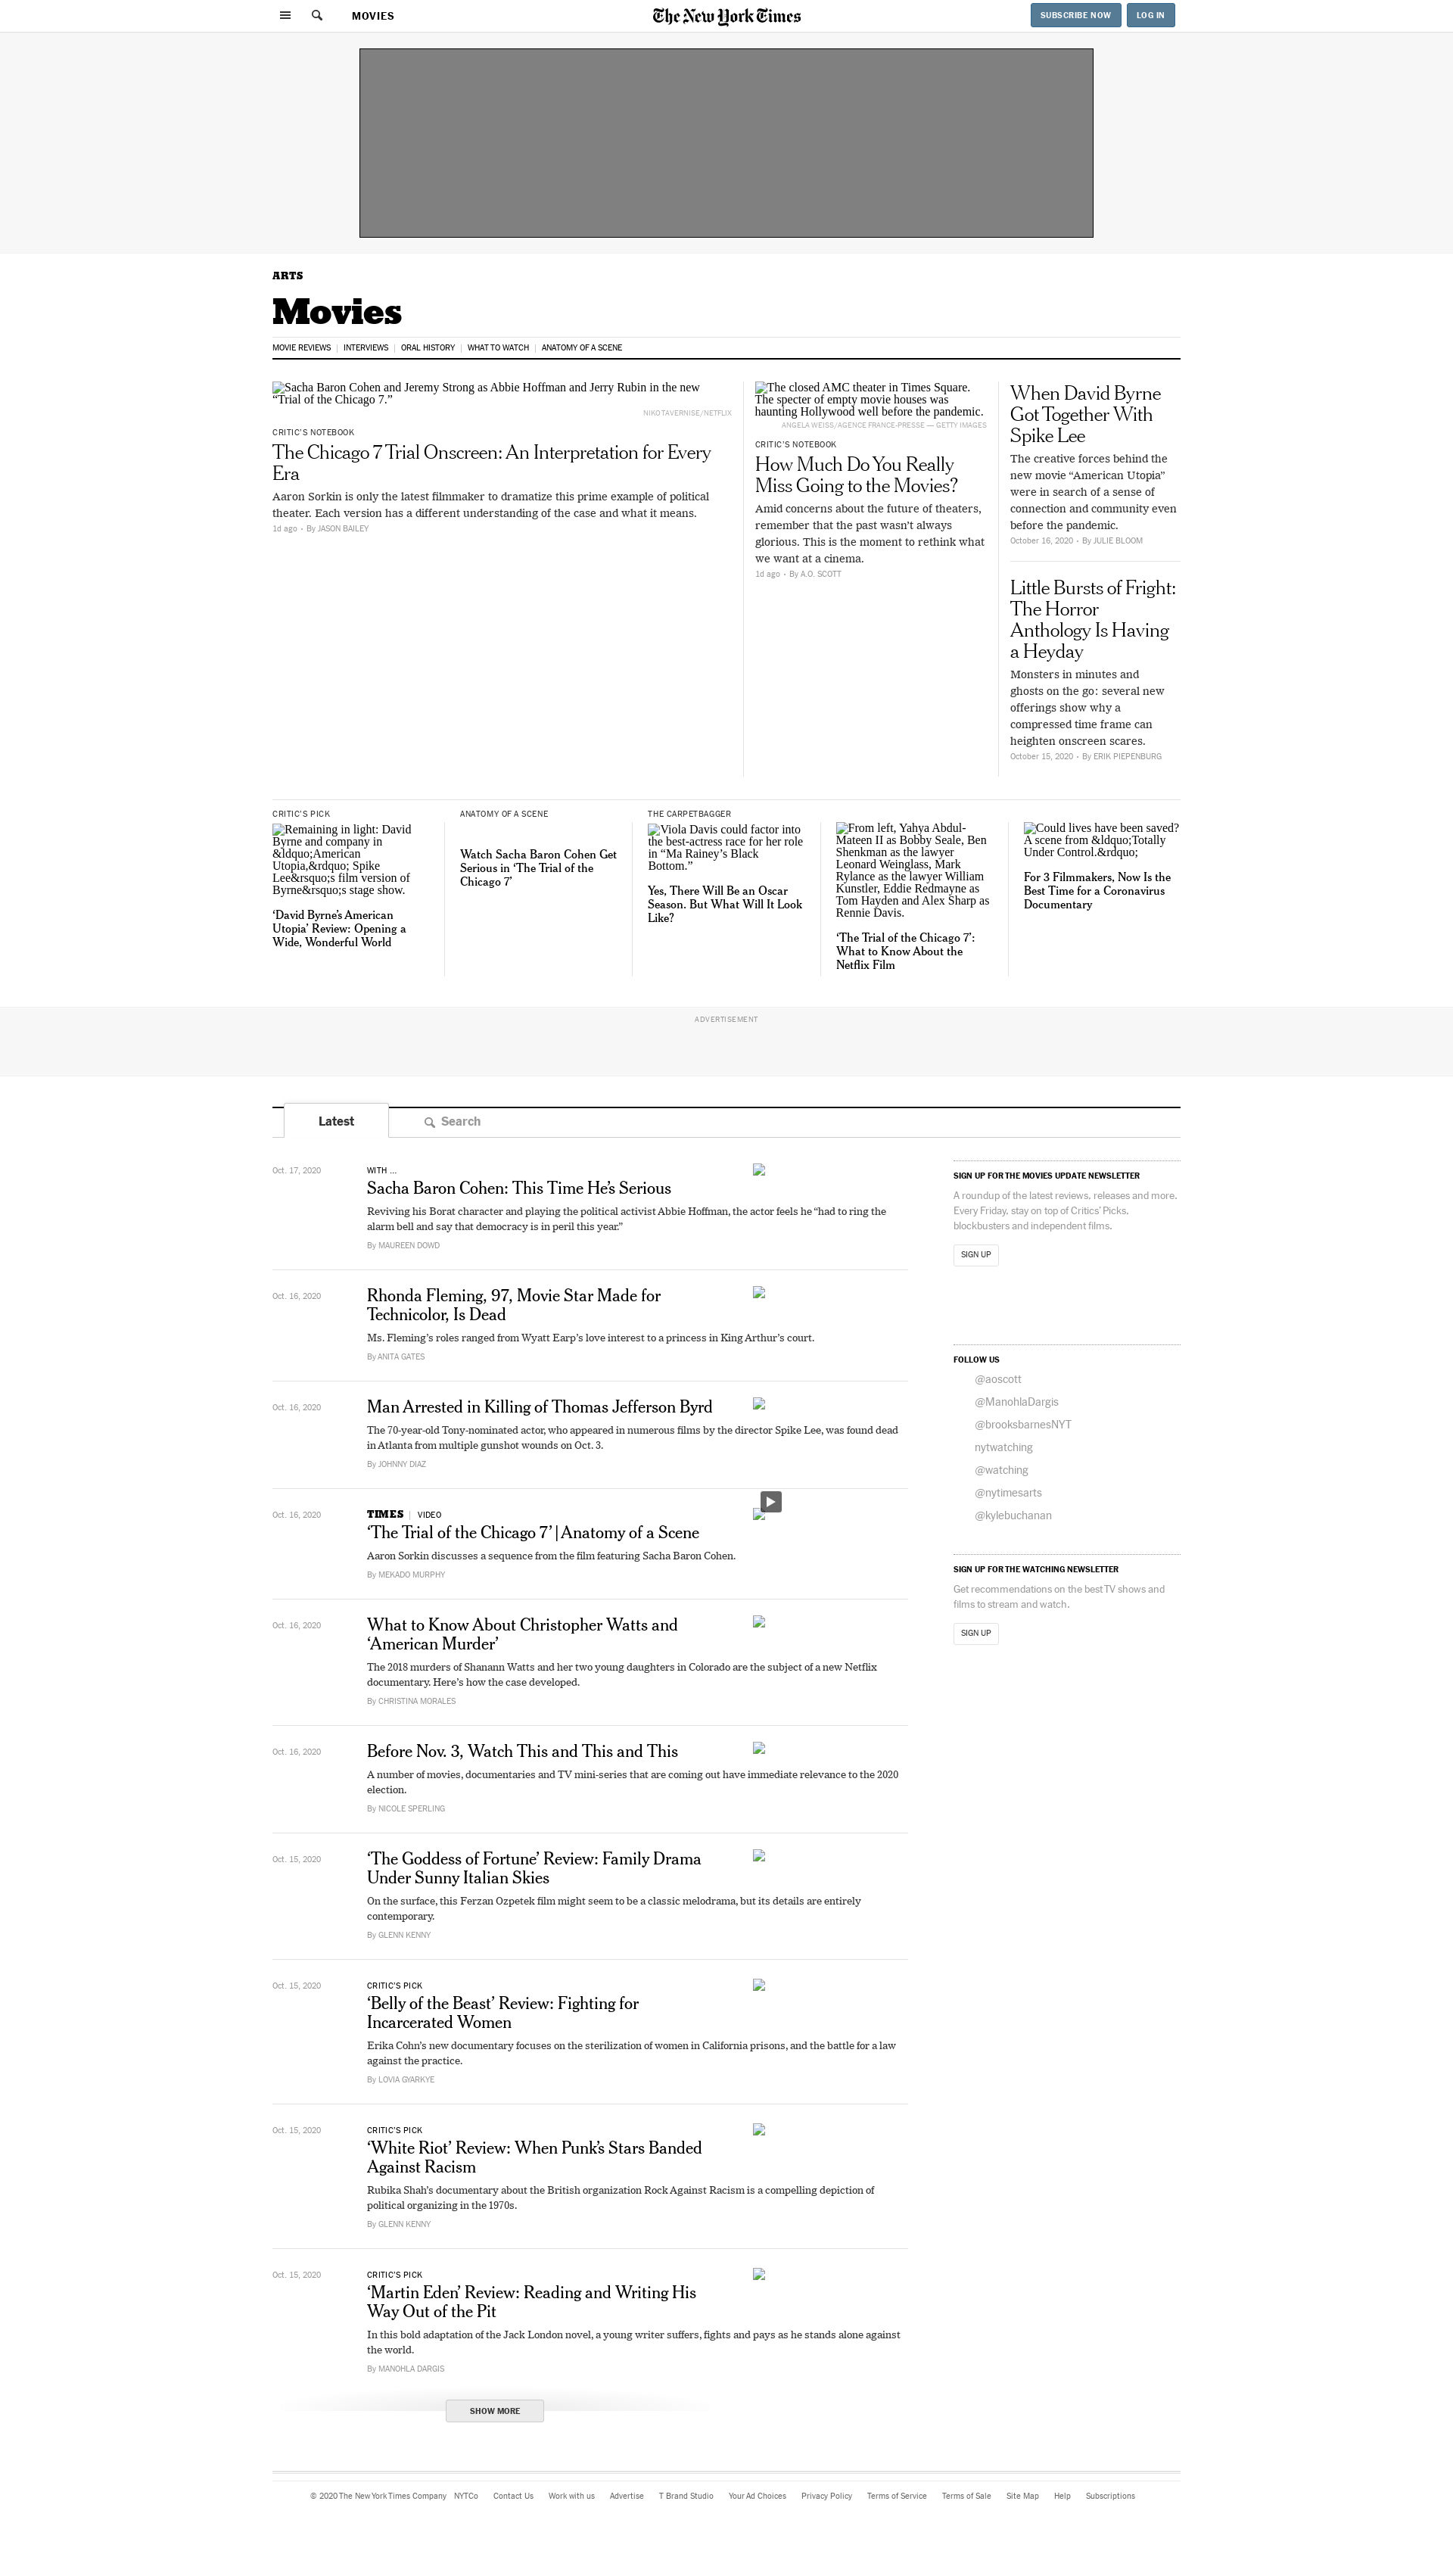 MOVIES
The New York Times
SUBSCRIBE NOW
LOG IN
ARTS
Movies
MOVIE REVIEWS | INTERVIEWS | ORAL HISTORY | WHAT TO WATCH | ANATOMY OF A SCENE
Sacha Baron Cohen and Jeremy Strong as Abbie Hoffman and Jerry Rubin in the new
“Trial of the Chicago 7.”
NIKO TAVERNISE/NETFLIX
CRITIC’S NOTEBOOK
The Chicago 7 Trial Onscreen: An Interpretation for Every
Era
Aaron Sorkin is only the latest filmmaker to dramatize this prime example of political
theater. Each version has a different understanding of the case and what it means.
1d ago • By JASON BAILEY
The closed AMC theater in Times Square.
The specter of empty movie houses was
haunting Hollywood well before the pandemic.
ANGELA WEISS/AGENCE FRANCE-PRESSE — GETTY IMAGES
CRITIC’S NOTEBOOK
How Much Do You Really
Miss Going to the Movies?
Amid concerns about the future of theaters,
remember that the past wasn’t always
glorious. This is the moment to rethink what
we want at a cinema.
1d ago • By A.O. SCOTT
When David Byrne
Got Together With
Spike Lee
The creative forces behind the
new movie “American Utopia”
were in search of a sense of
connection and community even
before the pandemic.
October 16, 2020 • By JULIE BLOOM
Little Bursts of Fright:
The Horror
Anthology Is Having
a Heyday
Monsters in minutes and
ghosts on the go: several new
offerings show why a
compressed time frame can
heighten onscreen scares.
October 15, 2020 • By ERIK PIEPENBURG
CRITIC’S PICK
Remaining in light: David
Byrne and company in
&ldquo;American
Utopia,&rdquo; Spike
Lee&rsquo;s film version of
Byrne&rsquo;s stage show.
‘David Byrne’s American
Utopia’ Review: Opening a
Wide, Wonderful World
ANATOMY OF A SCENE
Watch Sacha Baron Cohen Get
Serious in ‘The Trial of the
Chicago 7’
THE CARPETBAGGER
Viola Davis could factor into
the best-actress race for her role
in “Ma Rainey’s Black
Bottom.”
Yes, There Will Be an Oscar
Season. But What Will It Look
Like?
From left, Yahya Abdul-
Mateen II as Bobby Seale, Ben
Shenkman as the lawyer
Leonard Weinglass, Mark
Rylance as the lawyer William
Kunstler, Eddie Redmayne as
Tom Hayden and Alex Sharp as
Rennie Davis.
‘The Trial of the Chicago 7’:
What to Know About the
Netflix Film
Could lives have been saved?
A scene from &ldquo;Totally
Under Control.&rdquo;
For 3 Filmmakers, Now Is the
Best Time for a Coronavirus
Documentary
ADVERTISEMENT
Latest
Search
Oct. 17, 2020
WITH ...
Sacha Baron Cohen: This Time He’s Serious
Reviving his Borat character and playing the political activist Abbie Hoffman, the actor feels he “had to ring the
alarm bell and say that democracy is in peril this year.”
By MAUREEN DOWD
Oct. 16, 2020
Rhonda Fleming, 97, Movie Star Made for
Technicolor, Is Dead
Ms. Fleming’s roles ranged from Wyatt Earp’s love interest to a princess in King Arthur’s court.
By ANITA GATES
Oct. 16, 2020
Man Arrested in Killing of Thomas Jefferson Byrd
The 70-year-old Tony-nominated actor, who appeared in numerous films by the director Spike Lee, was found dead
in Atlanta from multiple gunshot wounds on Oct. 3.
By JOHNNY DIAZ
Oct. 16, 2020
TIMES | VIDEO
‘The Trial of the Chicago 7’ | Anatomy of a Scene
Aaron Sorkin discusses a sequence from the film featuring Sacha Baron Cohen.
By MEKADO MURPHY
Oct. 16, 2020
What to Know About Christopher Watts and
‘American Murder’
The 2018 murders of Shanann Watts and her two young daughters in Colorado are the subject of a new Netflix
documentary. Here’s how the case developed.
By CHRISTINA MORALES
Oct. 16, 2020
Before Nov. 3, Watch This and This and This
A number of movies, documentaries and TV mini-series that are coming out have immediate relevance to the 2020
election.
By NICOLE SPERLING
Oct. 15, 2020
‘The Goddess of Fortune’ Review: Family Drama
Under Sunny Italian Skies
On the surface, this Ferzan Ozpetek film might seem to be a classic melodrama, but its details are entirely
contemporary.
By GLENN KENNY
Oct. 15, 2020
CRITIC’S PICK
‘Belly of the Beast’ Review: Fighting for
Incarcerated Women
Erika Cohn’s new documentary focuses on the sterilization of women in California prisons, and the battle for a law
against the practice.
By LOVIA GYARKYE
Oct. 15, 2020
CRITIC’S PICK
‘White Riot’ Review: When Punk’s Stars Banded
Against Racism
Rubika Shah’s documentary about the British organization Rock Against Racism is a compelling depiction of
political organizing in the 1970s.
By GLENN KENNY
Oct. 15, 2020
CRITIC’S PICK
‘Martin Eden’ Review: Reading and Writing His
Way Out of the Pit
In this bold adaptation of the Jack London novel, a young writer suffers, fights and pays as he stands alone against
the world.
By MANOHLA DARGIS
SHOW MORE
SIGN UP FOR THE MOVIES UPDATE NEWSLETTER
A roundup of the latest reviews, releases and more.
Every Friday, stay on top of Critics’ Picks,
blockbusters and independent films.
SIGN UP
FOLLOW US
@aoscott
@ManohlaDargis
@brooksbarnesNYT
nytwatching
@watching
@nytimesarts
@kylebuchanan
SIGN UP FOR THE WATCHING NEWSLETTER
Get recommendations on the best TV shows and
films to stream and watch.
SIGN UP
© 2020 The New York Times Company NYTCo Contact Us Work with us Advertise T Brand Studio Your Ad Choices Privacy Policy Terms of Service Terms of Sale Site Map Help Subscriptions